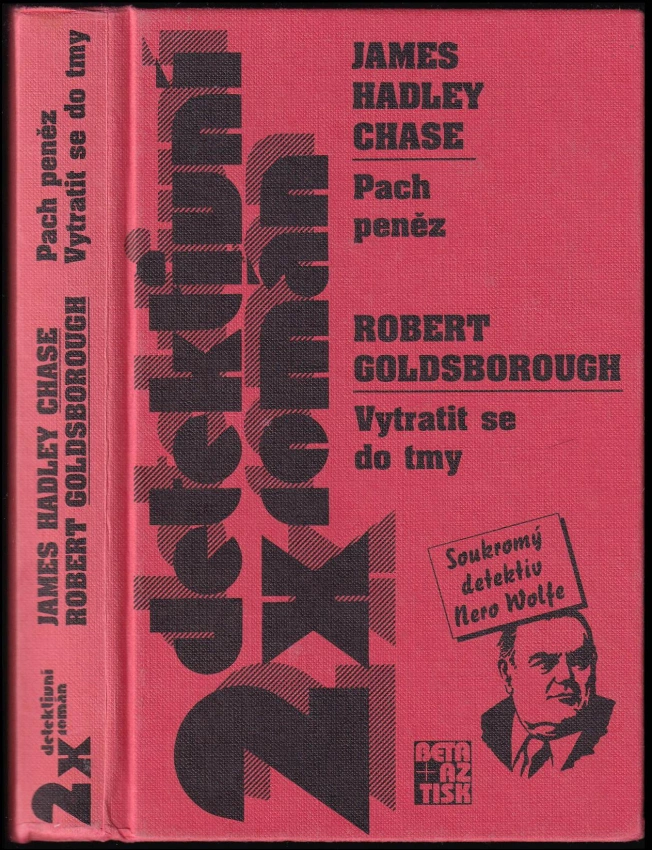 Pach peněz
Vytratit se do tmy
JAMES HADLEY CHASE
ROBERT GOLDSBOROUGH
detektivní
román
2x
detektivní
román
2x
JAMES
HADLEY
CHASE
Pach
peněz
ROBERT
GOLDSBOROUGH
Vytratit se
do tmy
Soukromý
detektiv
Nero Wolfe
BETA
+AZ
TISK